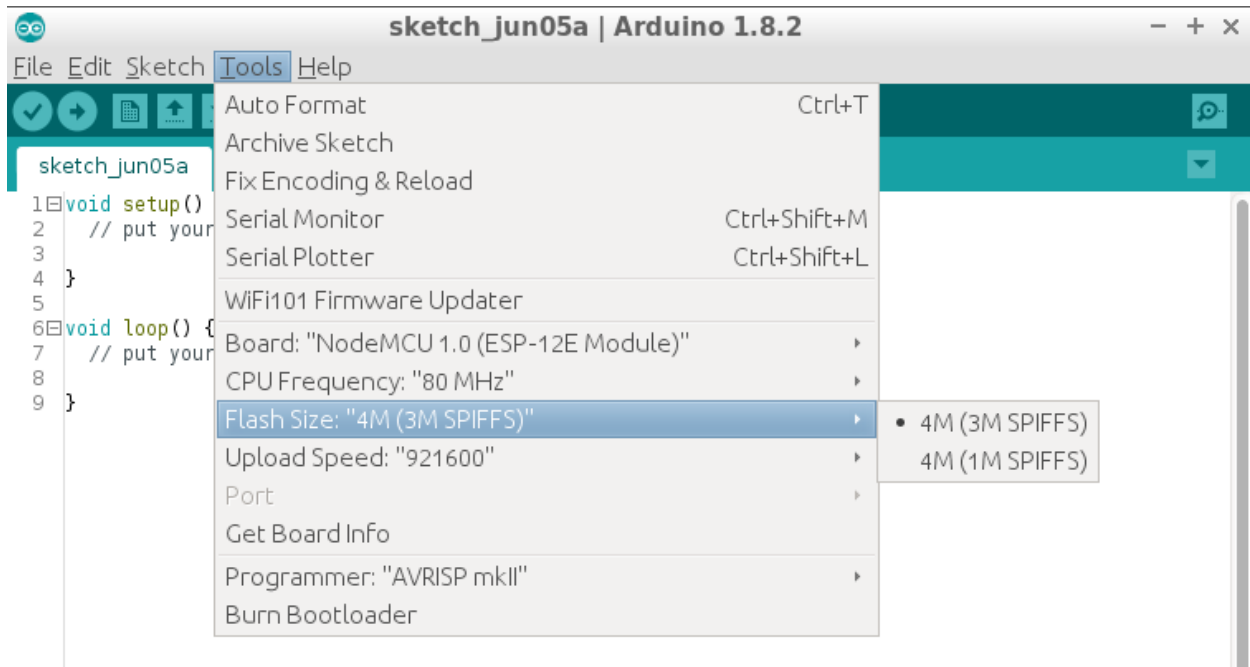 sketch_jun05a | Arduino 1.8.2
File Edit Sketch Tools Help
sketch_jun05a
Auto Format Ctrl+T
Archive Sketch
Fix Encoding & Reload
Serial Monitor Ctrl+Shift+M
Serial Plotter Ctrl+Shift+L
WiFi101 Firmware Updater
Board: "NodeMCU 1.0 (ESP-12E Module)"
CPU Frequency: "80 MHz"
Flash Size: "4M (3M SPIFFS)"
Upload Speed: "921600"
Port
Get Board Info
Programmer: "AVRISP mkII"
Burn Bootloader
4M (3M SPIFFS)
4M (1M SPIFFS)
1 void setup()
2 // put your
3
4 }
5
6 void loop() {
7 // put your
8
9 }